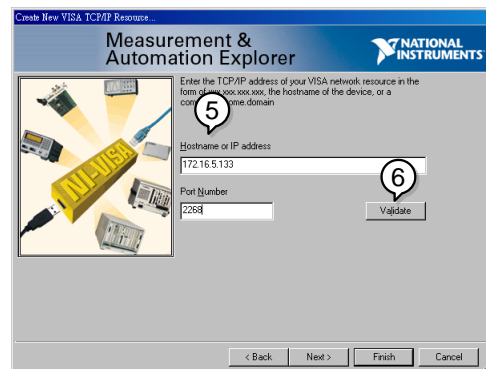 Create New VISA TCP/IP Resource...
Measurement &
Automation Explorer
NATIONAL
INSTRUMENTS
NI-VISA
Enter the TCP/IP address of your VISA network resource in the
form of xxx.xxx.xxx.xxx, the hostname of the device, or a
some.domain
5
Hostname or IP address
172.16.5.133
6
Port Number
2268
Validate
< Back
Next >
Finish
Cancel